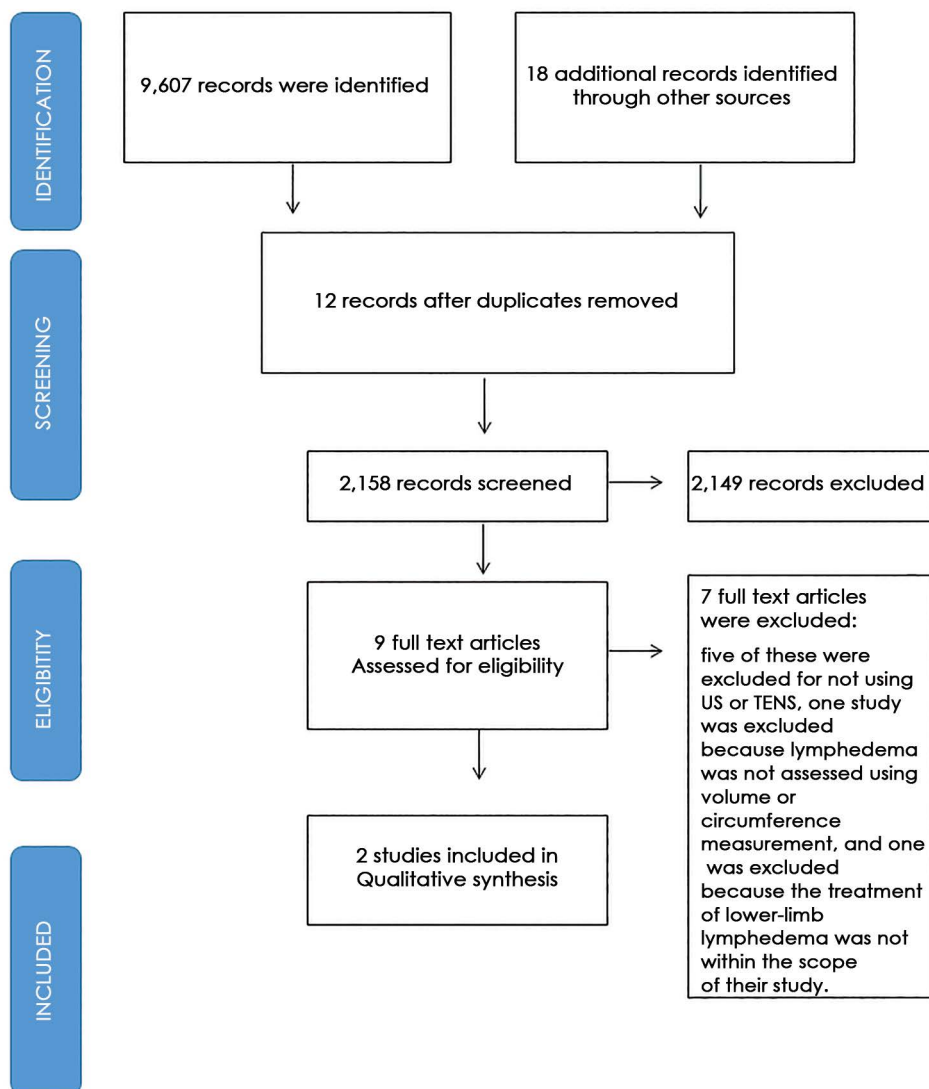 IDENTIFICATION
9,607 records were identified
18 additional records identified
through other sources
SCREENING
12 records after duplicates removed
2,158 records screened
2,149 records excluded
ELIGIBITITY
9 full text articles
Assessed for eligibility
7 full text articles
were excluded:
five of these were
excluded for not using
US or TENS, one study
was excluded
because lymphedema
was not assessed using
volume or
circumference
measurement, and one
was excluded
because the treatment
of lower-limb
lymphedema was not
within the scope
of their study.
INCLUDED
2 studies included in
Qualitative synthesis